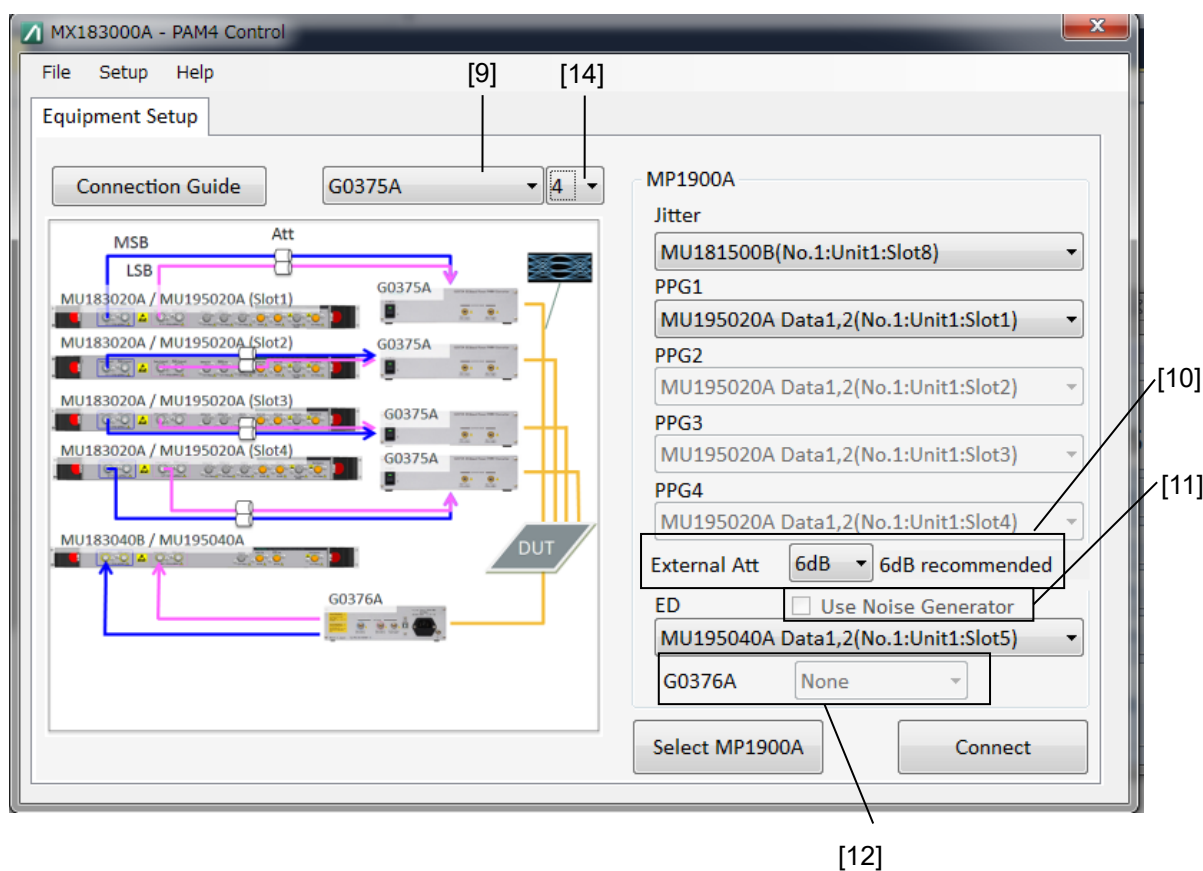 MX183000A - PAM4 Control
File Setup Help
[9] [14]
Equipment Setup
Connection Guide
G0375A
4
MSB
Att
LSB
MU183020A / MU195020A (Slot1)
G0375A
MU183020A / MU195020A (Slot2)
G0375A
MU183020A / MU195020A (Slot3)
G0375A
MU183020A / MU195020A (Slot4)
G0375A
MU183040B / MU195040A
DUT
G0376A
MP1900A
Jitter
MU181500B(No.1:Unit1:Slot8)
PPG1
MU195020A Data1,2(No.1:Unit1:Slot1)
PPG2
MU195020A Data1,2(No.1:Unit1:Slot2)
[10]
PPG3
MU195020A Data1,2(No.1:Unit1:Slot3)
PPG4
[11]
MU195020A Data1,2(No.1:Unit1:Slot4)
External Att 6dB 6dB recommended
ED Use Noise Generator
MU195040A Data1,2(No.1:Unit1:Slot5)
G0376A None
Select MP1900A Connect
[12]